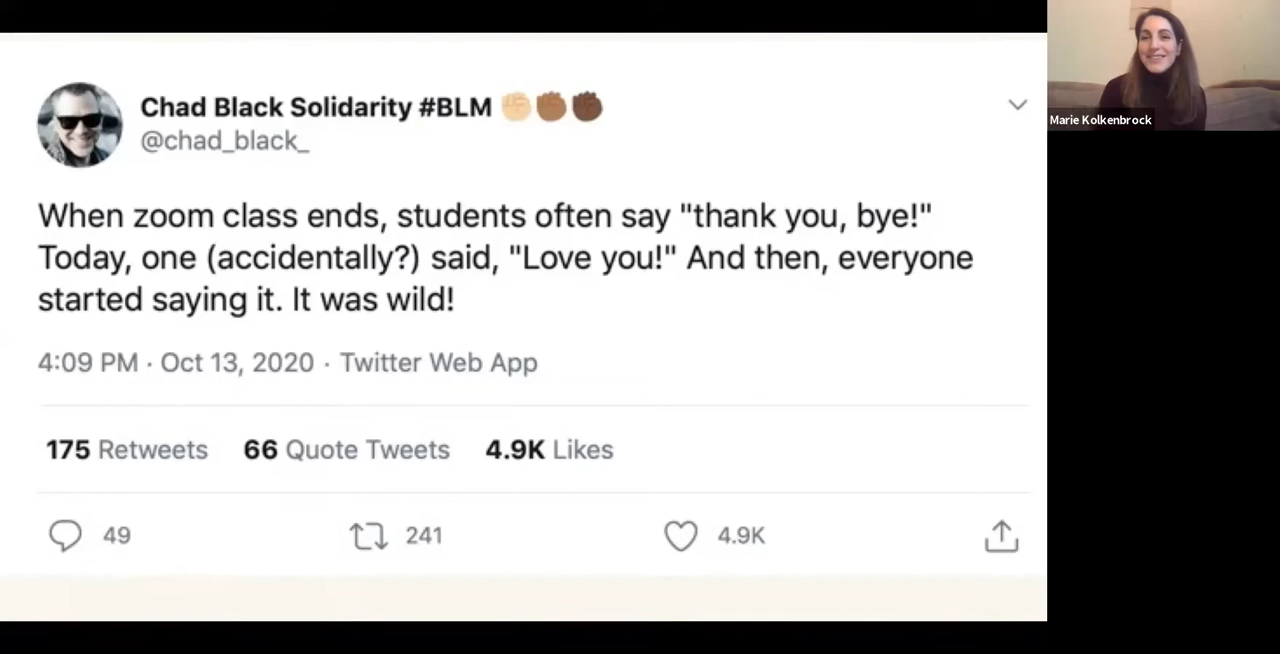 Chad Black Solidarity #BLM ✊🏼✊🏾✊🏿
@chad_black_
Marie Kolkenbrock
When zoom class ends, students often say "thank you, bye!"
Today, one (accidentally?) said, "Love you!" And then, everyone
started saying it. It was wild!
4:09 PM · Oct 13, 2020 · Twitter Web App
175 Retweets 66 Quote Tweets 4.9K Likes
49 241 4.9K